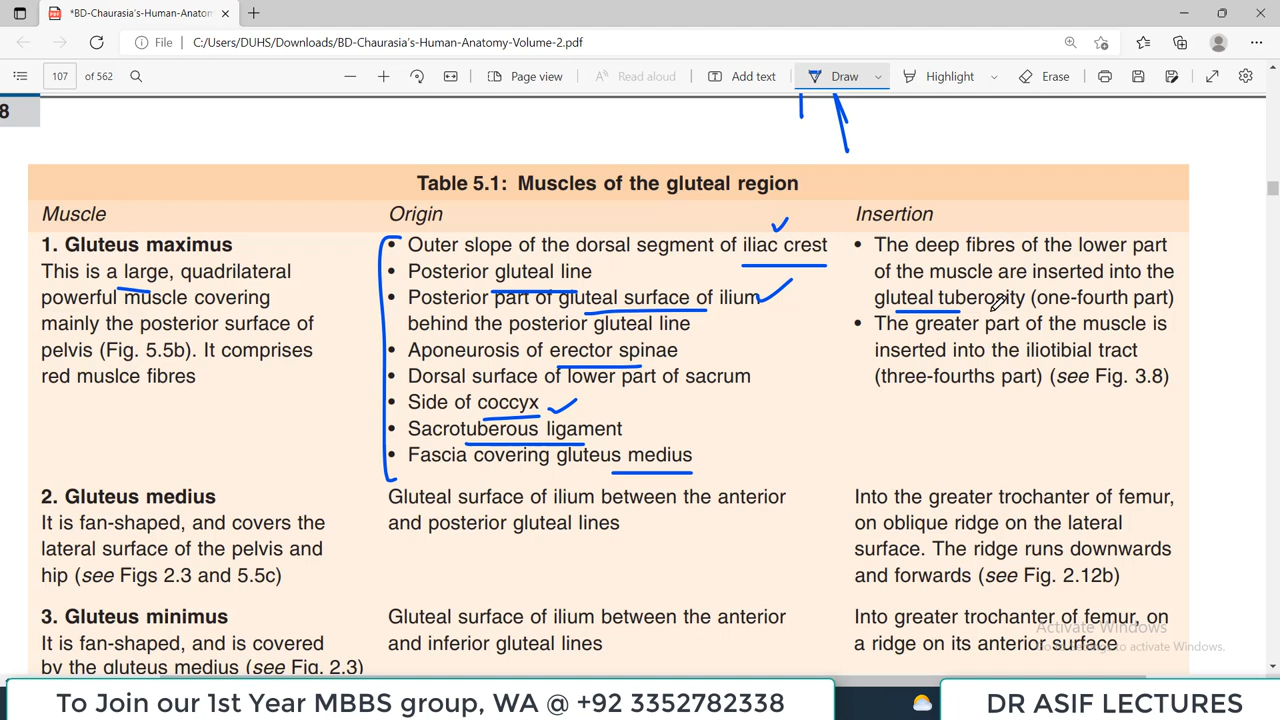 *BD-Chaurasia's-Human-Anatom
File
C:/Users/DUHS/Downloads/BD-Chaurasia's-Human-Anatomy-Volume-2.pdf
107 of 562
Page view
Read aloud
Add text
Draw
Highlight
Erase
8
Table 5.1: Muscles of the gluteal region
Muscle
Origin
Insertion
1. Gluteus maximus
This is a large, quadrilateral
powerful muscle covering
mainly the posterior surface of
pelvis (Fig. 5.5b). It comprises
red muslce fibres
• Outer slope of the dorsal segment of iliac crest
• Posterior gluteal line
• Posterior part of gluteal surface of ilium
behind the posterior gluteal line
• Aponeurosis of erector spinae
• Dorsal surface of lower part of sacrum
• Side of coccyx
• Sacrotuberous ligament
• Fascia covering gluteus medius
• The deep fibres of the lower part
of the muscle are inserted into the
gluteal tuberosity (one-fourth part)
• The greater part of the muscle is
inserted into the iliotibial tract
(three-fourths part) (see Fig. 3.8)
2. Gluteus medius
It is fan-shaped, and covers the
lateral surface of the pelvis and
hip (see Figs 2.3 and 5.5c)
Gluteal surface of ilium between the anterior
and posterior gluteal lines
Into the greater trochanter of femur,
on oblique ridge on the lateral
surface. The ridge runs downwards
and forwards (see Fig. 2.12b)
3. Gluteus minimus
It is fan-shaped, and is covered
by the gluteus medius (see Fig. 2.3)
Gluteal surface of ilium between the anterior
and inferior gluteal lines
Into greater trochanter of femur, on
a ridge on its anterior surface
Activate Windows
Go to Settings to activate Windows.
To Join our 1st Year MBBS group, WA @ +92 3352782338
DR ASIF LECTURES